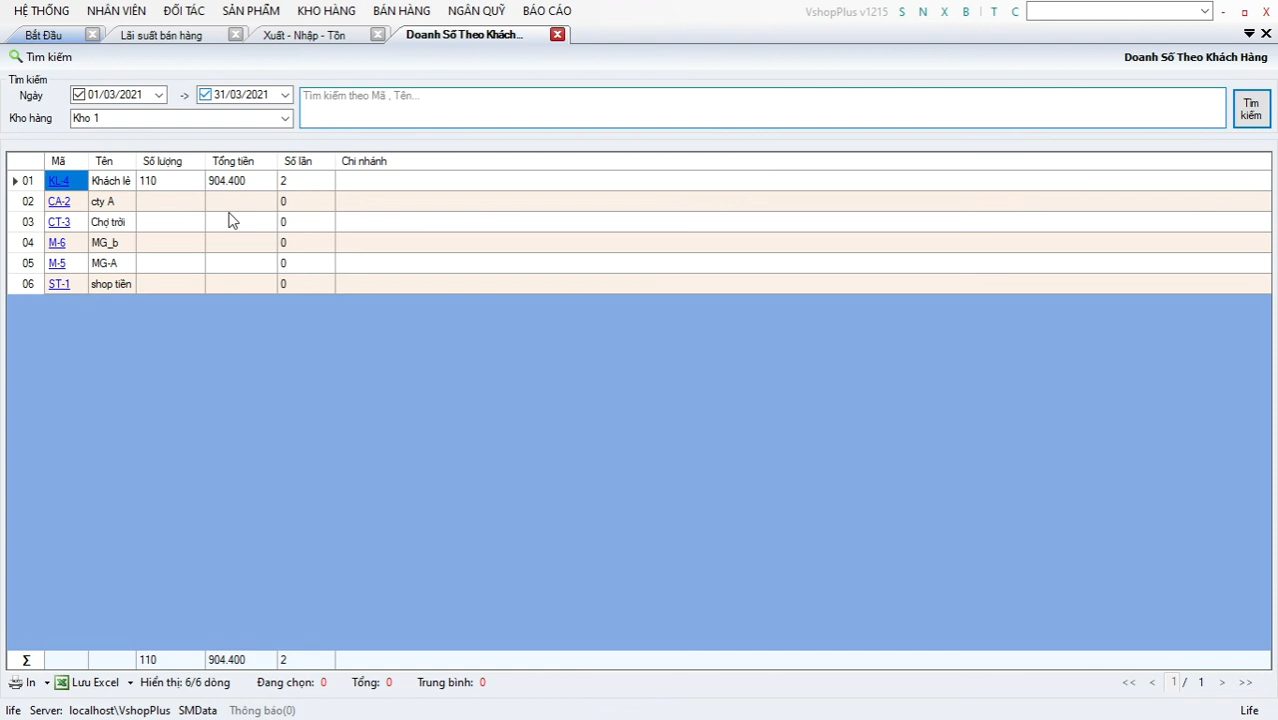 HỆ THỐNG NHÂN VIÊN ĐỐI TÁC SẢN PHẨM KHO HÀNG BÁN HÀNG NGÂN QUỸ BÁO CÁO VshopPlus v1215 S N X B T C
Bắt Đầu Lãi suất bán hàng Xuất - Nhập - Tồn Doanh Số Theo Khách...
Tìm kiếm Doanh Số Theo Khách Hàng
Tìm kiếm
Ngày 01/03/2021 -> 31/03/2021 Tìm kiếm theo Mã , Tên... Tìm kiếm
Kho hàng Kho 1
Mã Tên Số lượng Tổng tiền Số lần Chi nhánh
01 KL-4 Khách lẻ 110 904.400 2
02 CA-2 cty A 0
03 CT-3 Chợ trời 0
04 M-6 MG_b 0
05 M-5 MG-A 0
06 ST-1 shop tiền 0
Σ 110 904.400 2
In Lưu Excel Hiển thị: 6/6 dòng Đang chọn: 0 Tổng: 0 Trung bình: 0 << < 1 / 1 > >>
life Server: localhost\VshopPlus SMData Thông báo(0) Life